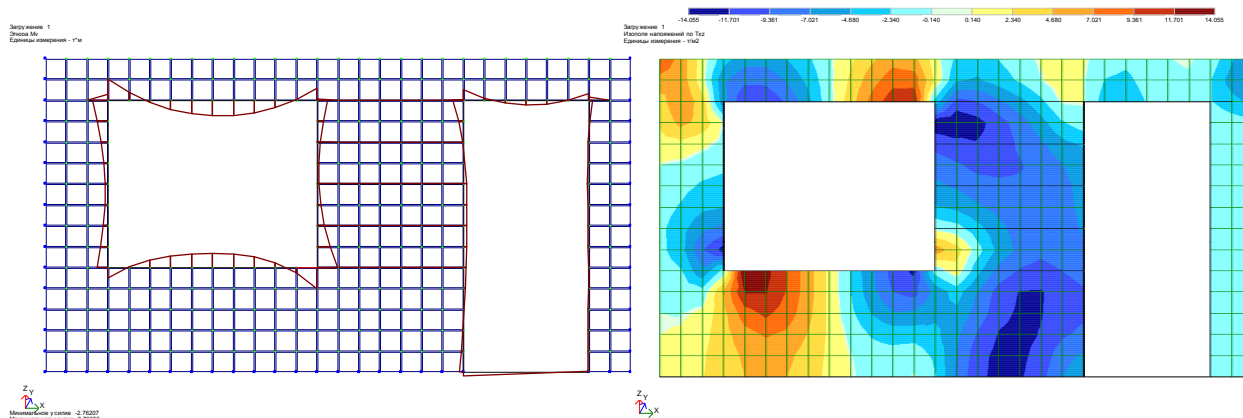 Загружение 1
Эпюра Mv
Единицы измерения - т*м
-14.055 -11.701 -9.361 -7.021 -4.680 -2.340 -0.140 0.140 2.340 4.680 7.021 9.361 11.701 14.055
Загружение 1
Изополя напряжений по Txz
Единицы измерения - т/м2
Z
Y
X
Минимальное усилие -2.76207
Z
Y
X